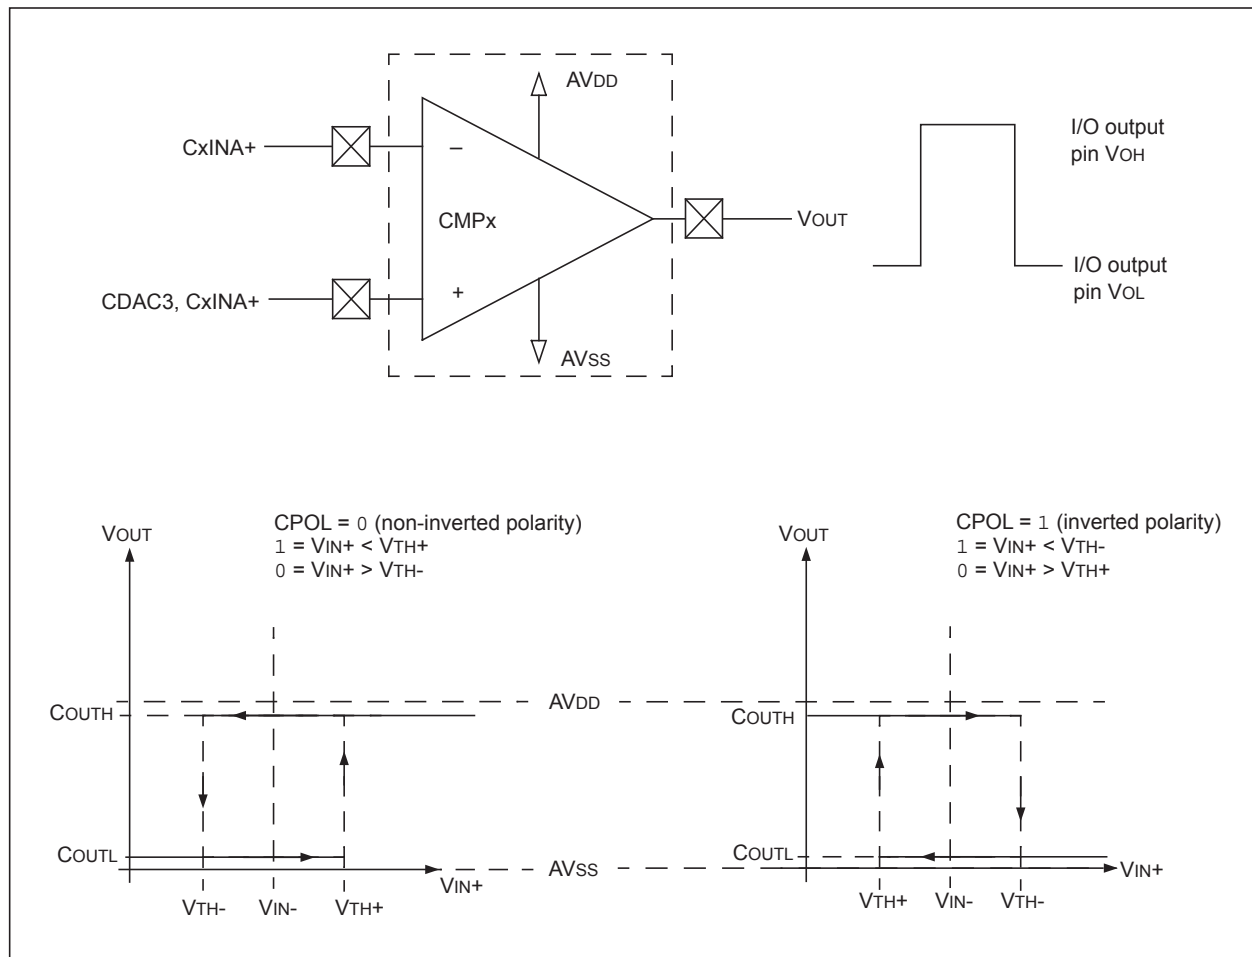 AVDD
CxINA+
–
CMPx
VOUT
+
CDAC3, CxINA+
AVSS
I/O output
pin VOH
I/O output
pin VOL
CPOL = 0 (non-inverted polarity)
1 = VIN+ < VTH+
0 = VIN+ > VTH-
VOUT
COUTH
COUTL
VIN+
VTH-
VIN-
VTH+
AVDD
AVSS
CPOL = 1 (inverted polarity)
1 = VIN+ < VTH-
0 = VIN+ > VTH+
VOUT
COUTH
COUTL
VIN+
VTH+
VIN-
VTH-